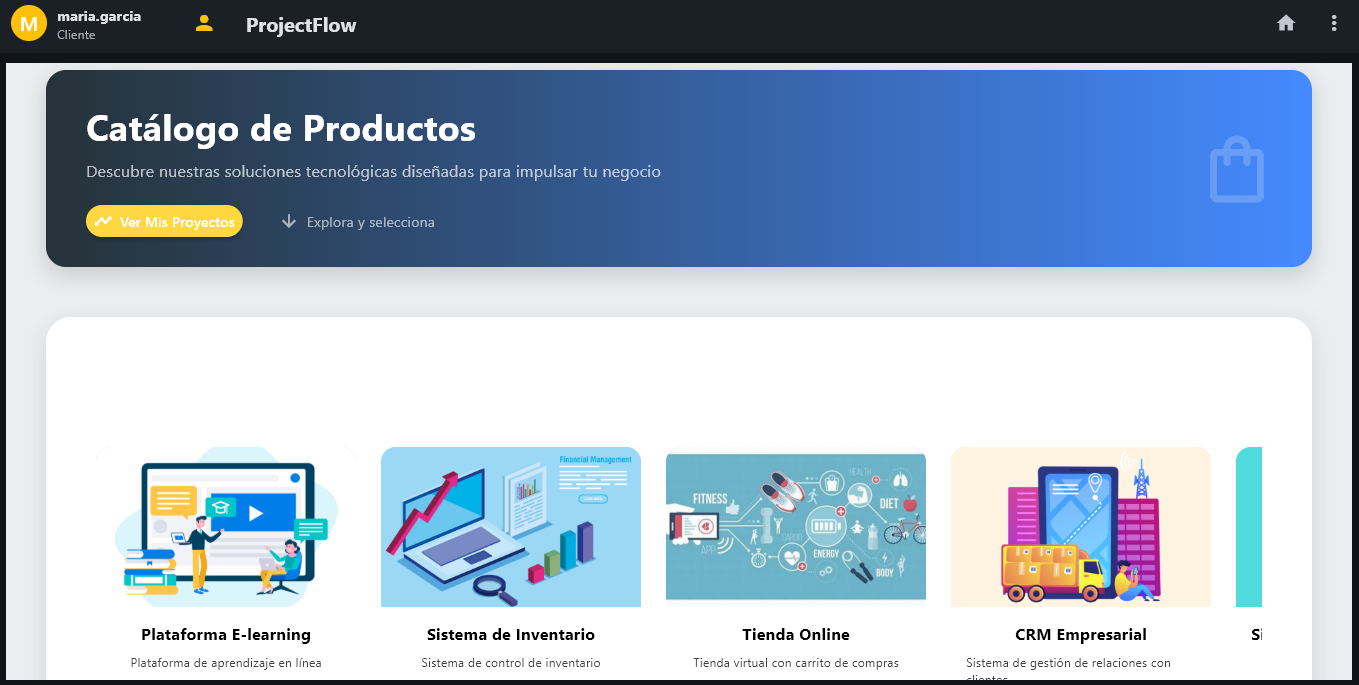 M
maria.garcia
Cliente
ProjectFlow
Catálogo de Productos
Descubre nuestras soluciones tecnológicas diseñadas para impulsar tu negocio
Ver Mis Proyectos
Explora y selecciona
Financial Management
FITNESS
HEALTH
DIET
CARDIO
ENERGY
APP
BODY
Plataforma E-learning
Sistema de Inventario
Tienda Online
CRM Empresarial
Plataforma de aprendizaje en línea
Sistema de control de inventario
Tienda virtual con carrito de compras
Sistema de gestión de relaciones con
clientes